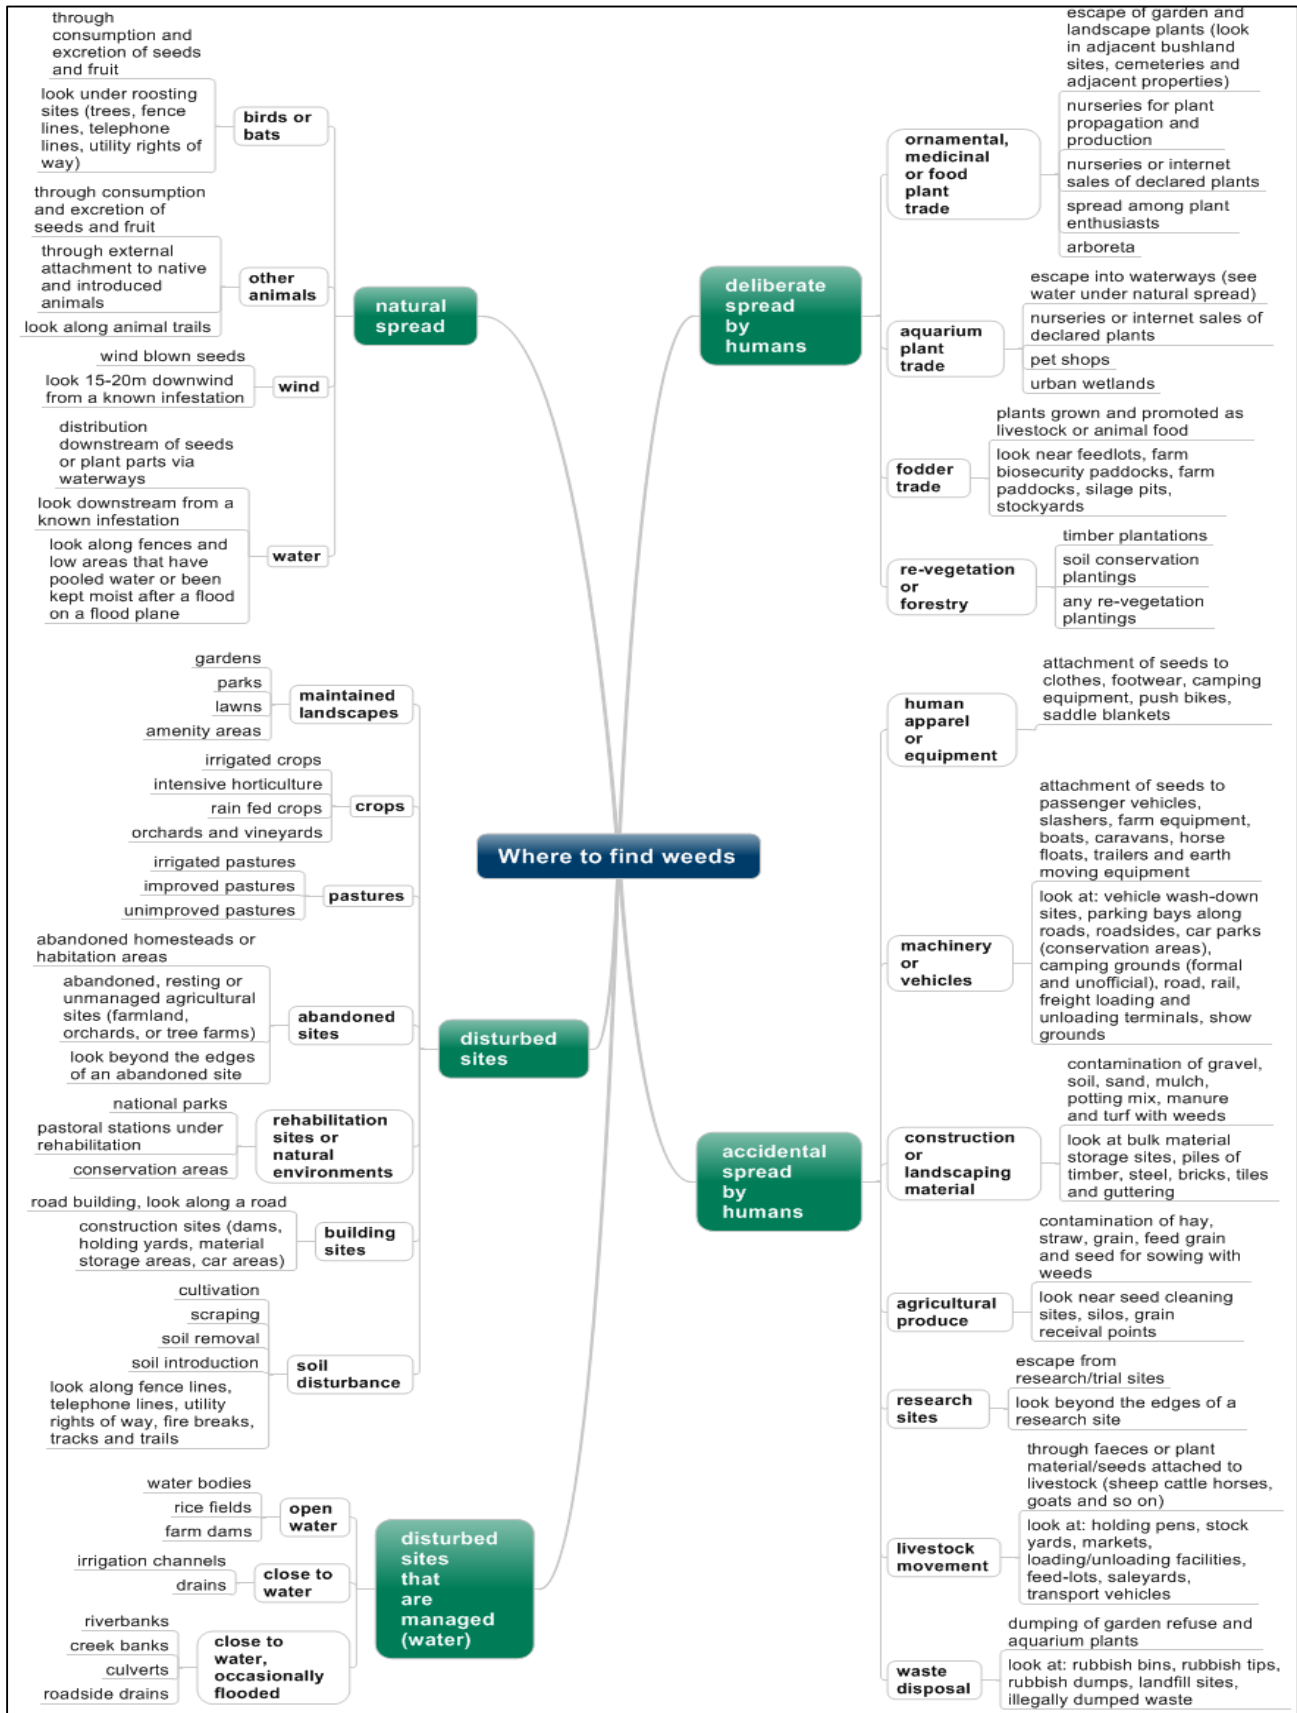 through
consumption and
excretion of seeds
and fruit
look under roosting
sites (trees, fence
lines, telephone
lines, utility rights of
way)
birds or
bats
through consumption
and excretion of
seeds and fruit
through external
attachment to native
and introduced
animals
look along animal trails
other
animals
wind blown seeds
look 15-20m downwind
from a known infestation
wind
distribution
downstream of seeds
or plant parts via
waterways
look downstream from a
known infestation
look along fences and
low areas that have
pooled water or been
kept moist after a flood
on a flood plane
water
natural
spread
gardens
parks
lawns
amenity areas
maintained
landscapes
irrigated crops
intensive horticulture
rain fed crops
orchards and vineyards
crops
irrigated pastures
improved pastures
unimproved pastures
pastures
abandoned homesteads or
habitation areas
abandoned, resting or
unmanaged agricultural
sites (farmland,
orchards, or tree farms)
look beyond the edges
of an abandoned site
abandoned
sites
national parks
pastoral stations under
rehabilitation
conservation areas
rehabilitation
sites or
natural
environments
road building, look along a road
construction sites (dams,
holding yards, material
storage areas, car areas)
building
sites
cultivation
scraping
soil removal
soil introduction
look along fence lines,
telephone lines, utility
rights of way, fire breaks,
tracks and trails
soil
disturbance
disturbed
sites
water bodies
rice fields
farm dams
open
water
irrigation channels
drains
close to
water
riverbanks
creek banks
culverts
roadside drains
close to
water,
occasionally
flooded
disturbed
sites
that
are
managed
(water)
Where to find weeds
deliberate
spread
by
humans
ornamental,
medicinal
or food
plant
trade
escape of garden and
landscape plants (look
in adjacent bushland
sites, cemeteries and
adjacent properties)
nurseries for plant
propagation and
production
nurseries or internet
sales of declared plants
spread among plant
enthusiasts
arboreta
aquarium
plant
trade
escape into waterways (see
water under natural spread)
nurseries or internet sales of
declared plants
pet shops
urban wetlands
fodder
trade
plants grown and promoted as
livestock or animal food
look near feedlots, farm
biosecurity paddocks, farm
paddocks, silage pits,
stockyards
re-vegetation
or
forestry
timber plantations
soil conservation
plantings
any re-vegetation
plantings
accidental
spread
by
humans
human
apparel
or
equipment
attachment of seeds to
clothes, footwear, camping
equipment, push bikes,
saddle blankets
machinery
or
vehicles
attachment of seeds to
passenger vehicles,
slashers, farm equipment,
boats, caravans, horse
floats, trailers and earth
moving equipment
look at: vehicle wash-down
sites, parking bays along
roads, roadsides, car parks
(conservation areas),
camping grounds (formal
and unofficial), road, rail,
freight loading and
unloading terminals, show
grounds
construction
or
landscaping
material
contamination of gravel,
soil, sand, mulch,
potting mix, manure
and turf with weeds
look at bulk material
storage sites, piles of
timber, steel, bricks, tiles
and guttering
agricultural
produce
contamination of hay,
straw, grain, feed grain
and seed for sowing with
weeds
look near seed cleaning
sites, silos, grain
receival points
research
sites
escape from
research/trial sites
look beyond the edges of a
research site
livestock
movement
through faeces or plant
material/seeds attached to
livestock (sheep cattle horses,
goats and so on)
look at: holding pens, stock
yards, markets,
loading/unloading facilities,
feed-lots, saleyards,
transport vehicles
waste
disposal
dumping of garden refuse and
aquarium plants
look at: rubbish bins, rubbish tips,
rubbish dumps, landfill sites,
illegally dumped waste